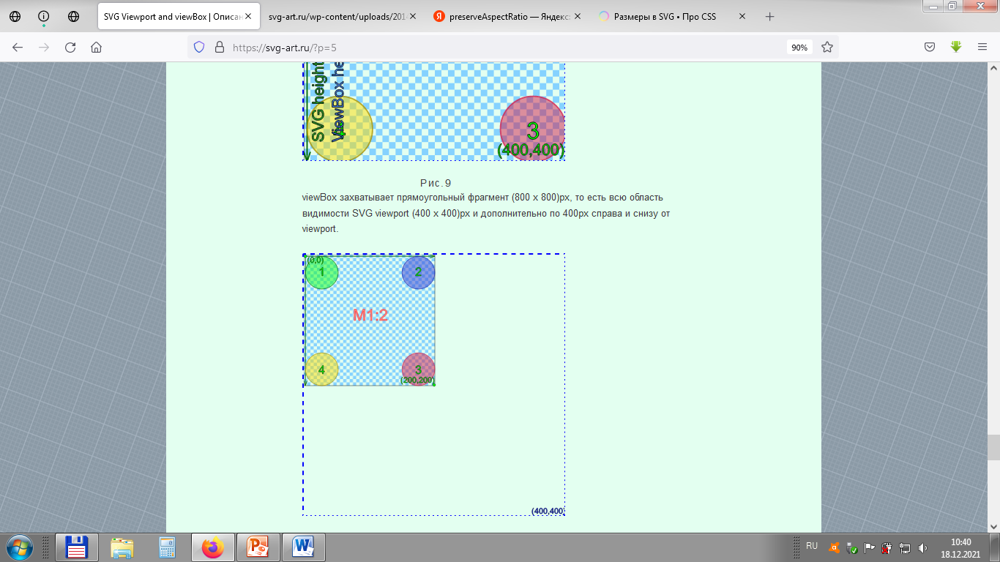 SVG Viewport and viewBox | Описан
svg-art.ru/wp-content/uploads/201
Я preserveAspectRatio — Яндекс:
Размеры в SVG • Про CSS
https://svg-art.ru/?p=5
90%
SVG height
ViewBox he
4
3
(400,400)
Рис.9
viewBox захватывает прямоугольный фрагмент (800 x 800)px, то есть всю область
видимости SVG viewport (400 x 400)px и дополнительно по 400px справа и снизу от
viewport.
(0,0)
1
2
M1:2
4
3
(200,200)
(400,400)
RU
10:40
18.12.2021